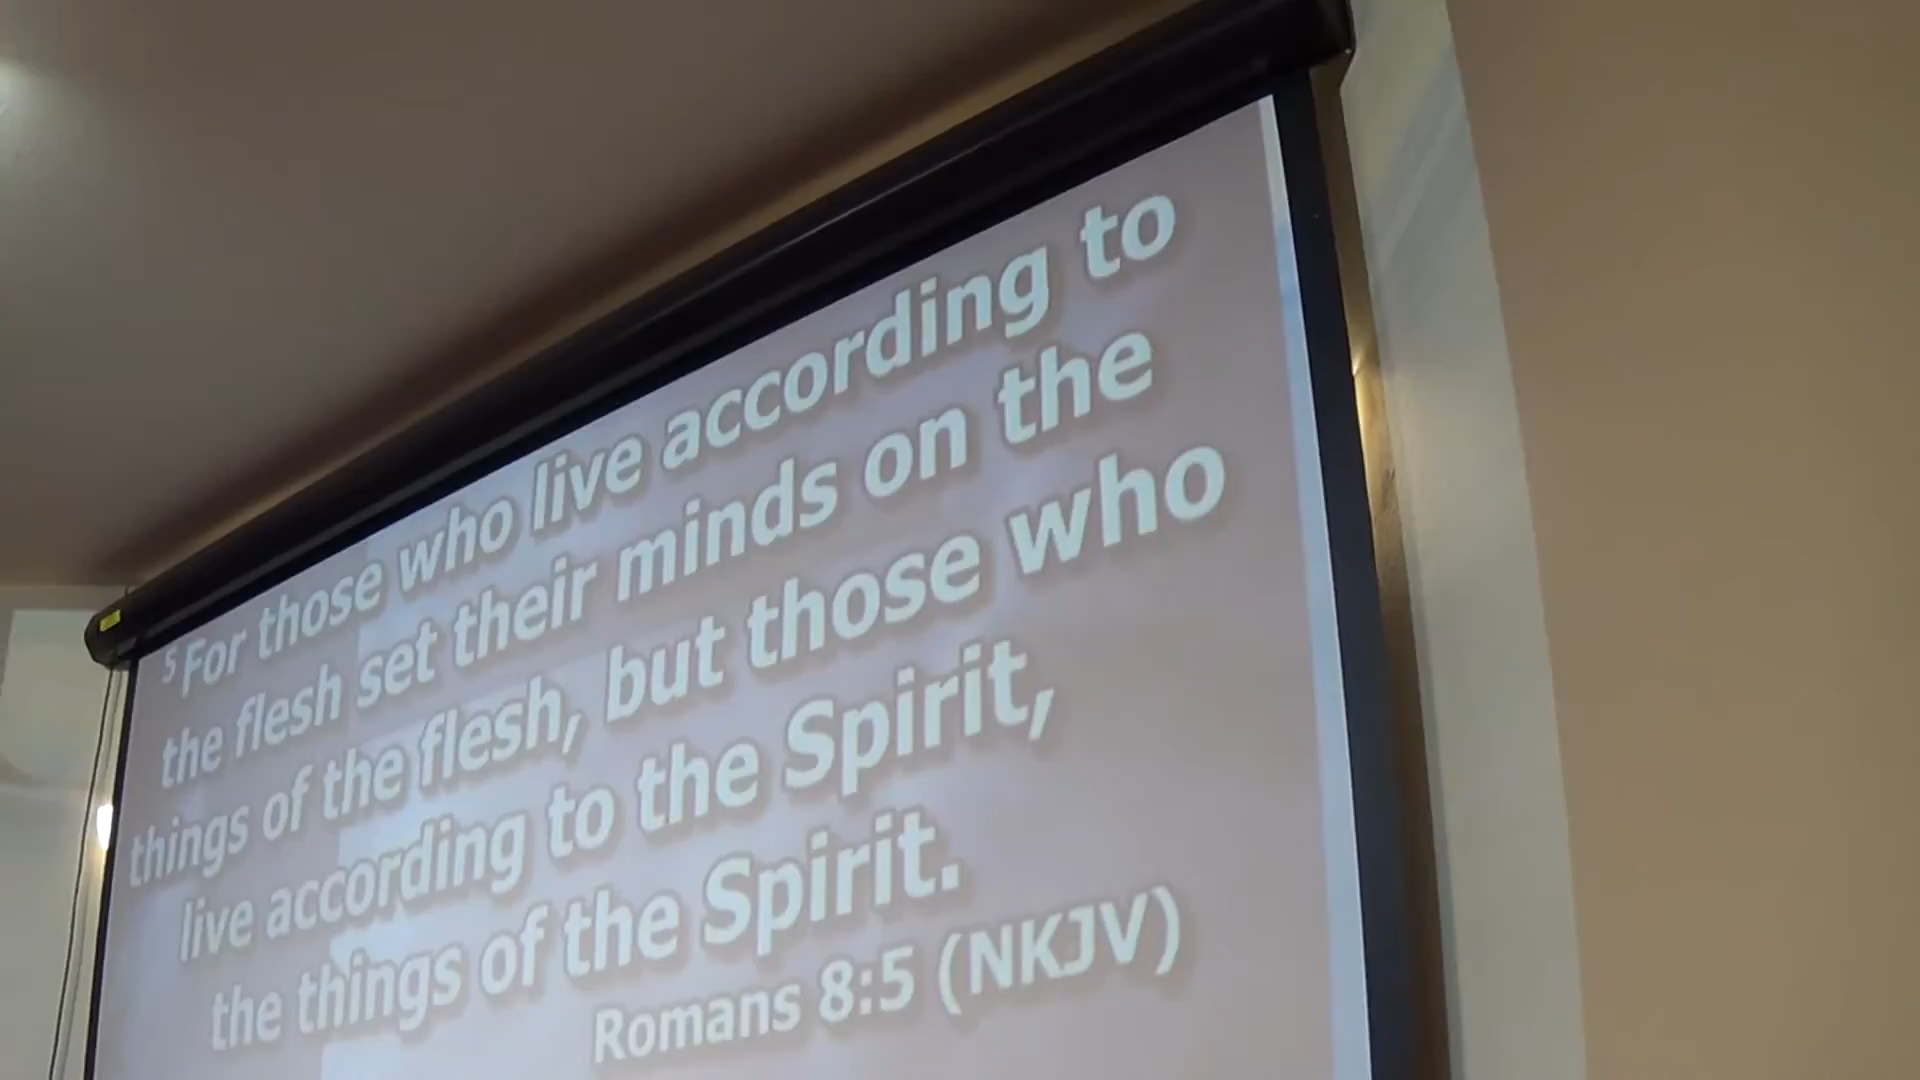 5 For those who live according to
the flesh set their minds on the
things of the flesh, but those who
live according to the Spirit,
the things of the Spirit.
Romans 8:5 (NKJV)